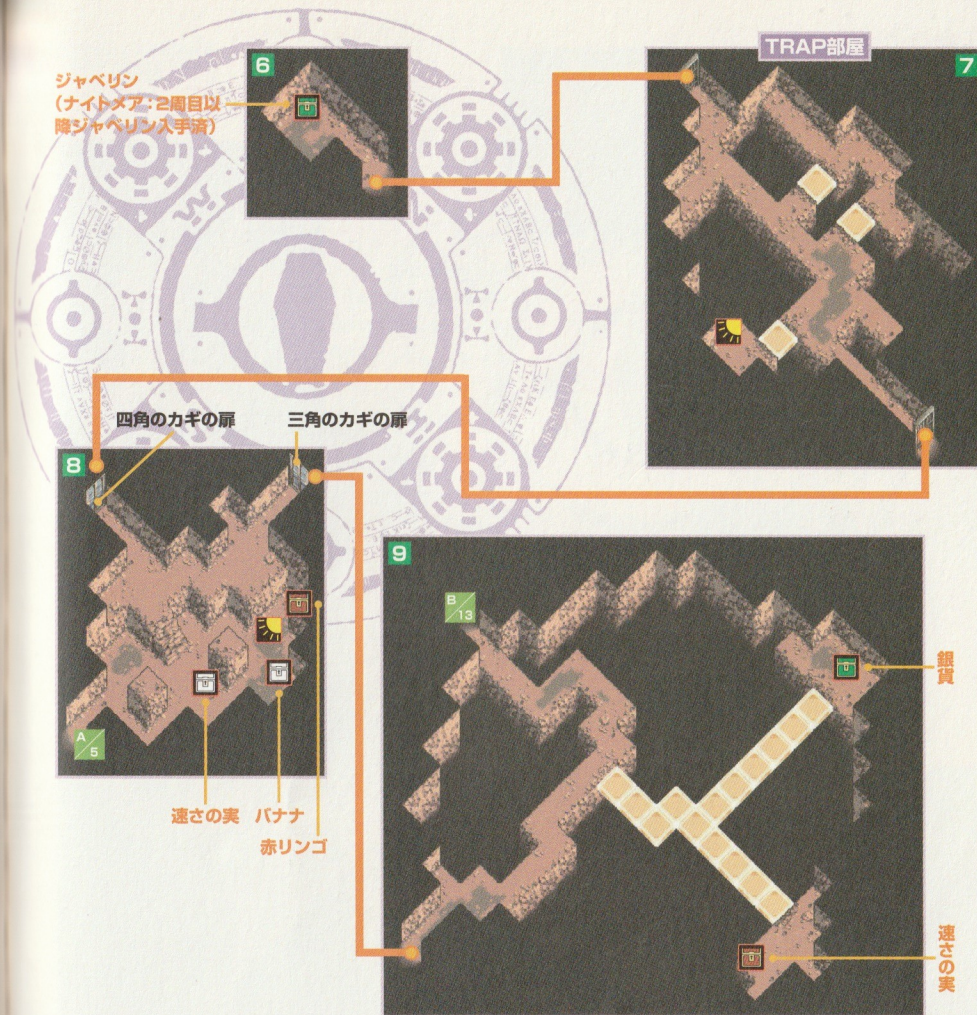 6
ジャベリン
(ナイトメア:2周目以
降ジャベリン入手済)
TRAP部屋
7
四角のカギの扉
三角のカギの扉
8
A/5
速さの実
バナナ
赤リンゴ
9
B/13
銀貨
速さの実